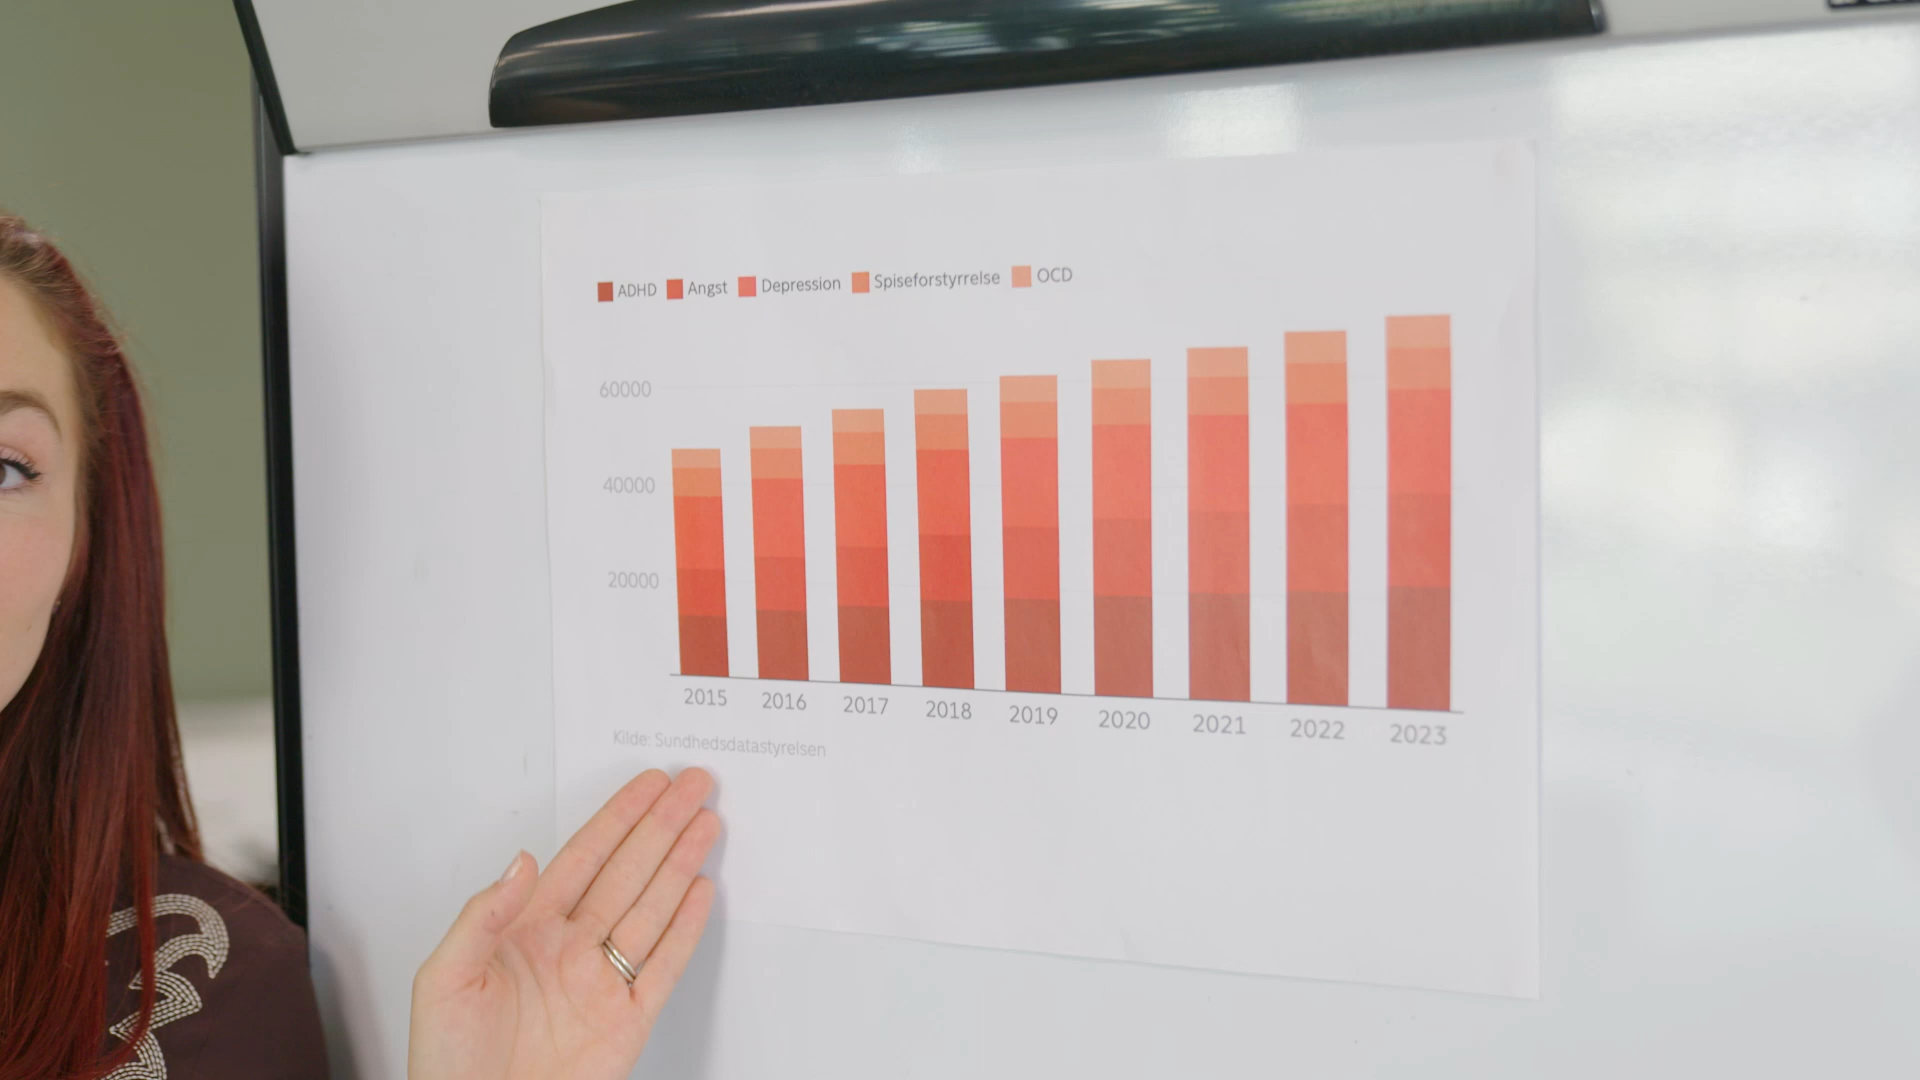 ADHD Angst Depression Spiseforstyrrelse OCD
60000
40000
20000
2015 2016 2017 2018 2019 2020 2021 2022 2023
Kilde: Sundhedsdatastyrelsen